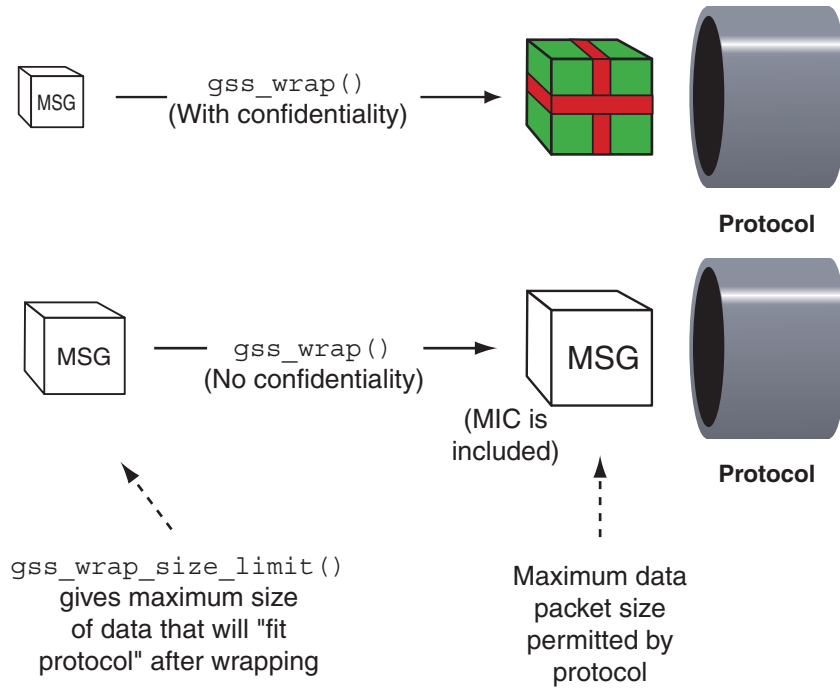 MSG
gss_wrap()
(With confidentiality)
Protocol
MSG
gss_wrap()
(No confidentiality)
MSG
(MIC is
included)
Protocol
gss_wrap_size_limit()
gives maximum size
of data that will "fit
protocol" after wrapping
Maximum data
packet size
permitted by
protocol